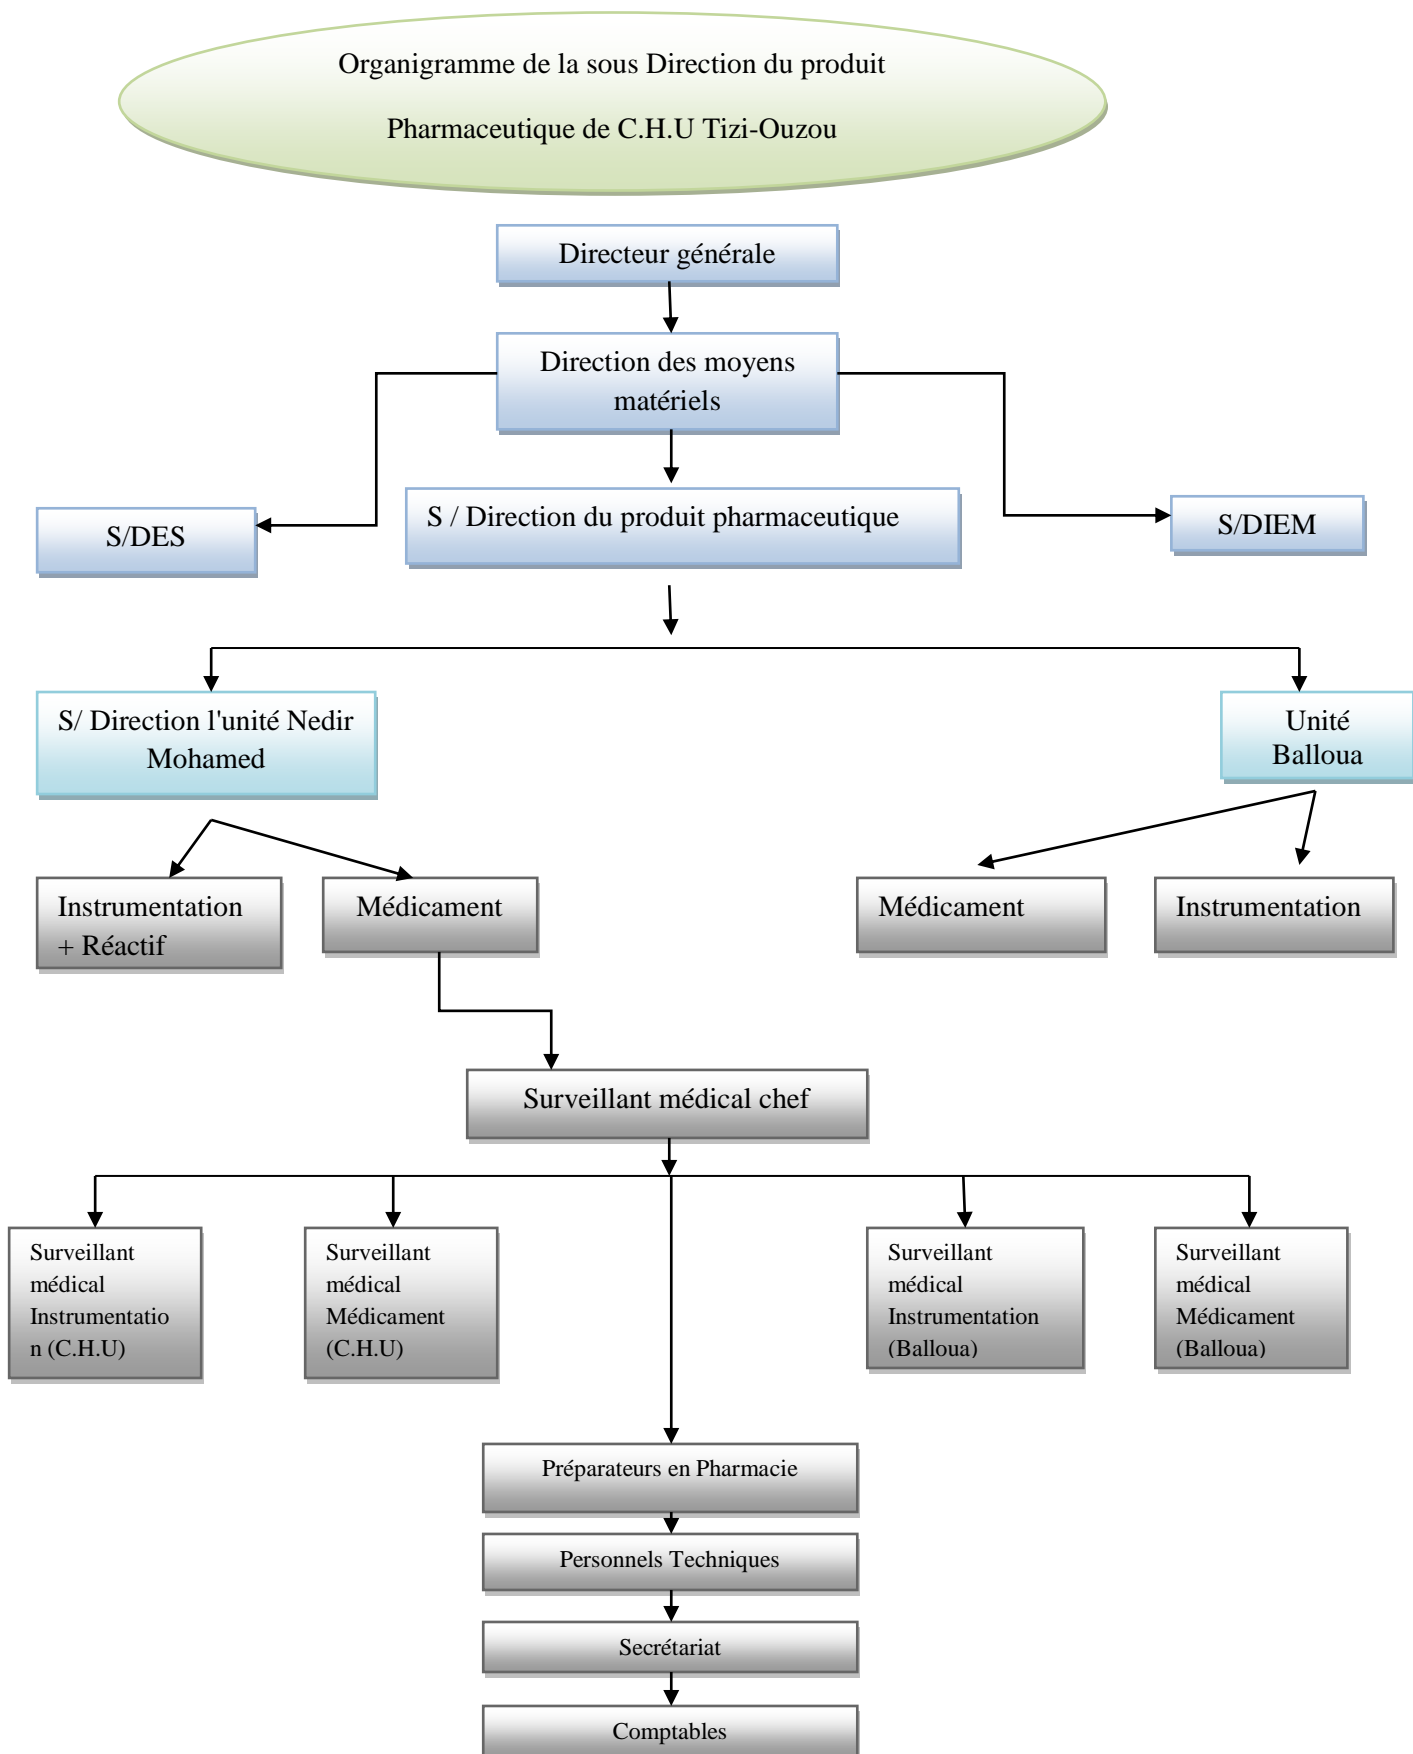 Organigramme de la sous Direction du produit
Pharmaceutique de C.H.U Tizi-Ouzou
Directeur générale
Direction des moyens
matériels
S/DES
S / Direction du produit pharmaceutique
S/DIEM
S/ Direction l'unité Nedir
Mohamed
Unité
Balloua
Instrumentation
+ Réactif
Médicament
Médicament
Instrumentation
Surveillant médical chef
Surveillant
médical
Instrumentatio
n (C.H.U)
Surveillant
médical
Médicament
(C.H.U)
Surveillant
médical
Instrumentation
(Balloua)
Surveillant
médical
Médicament
(Balloua)
Préparateurs en Pharmacie
Personnels Techniques
Secrétariat
Comptables